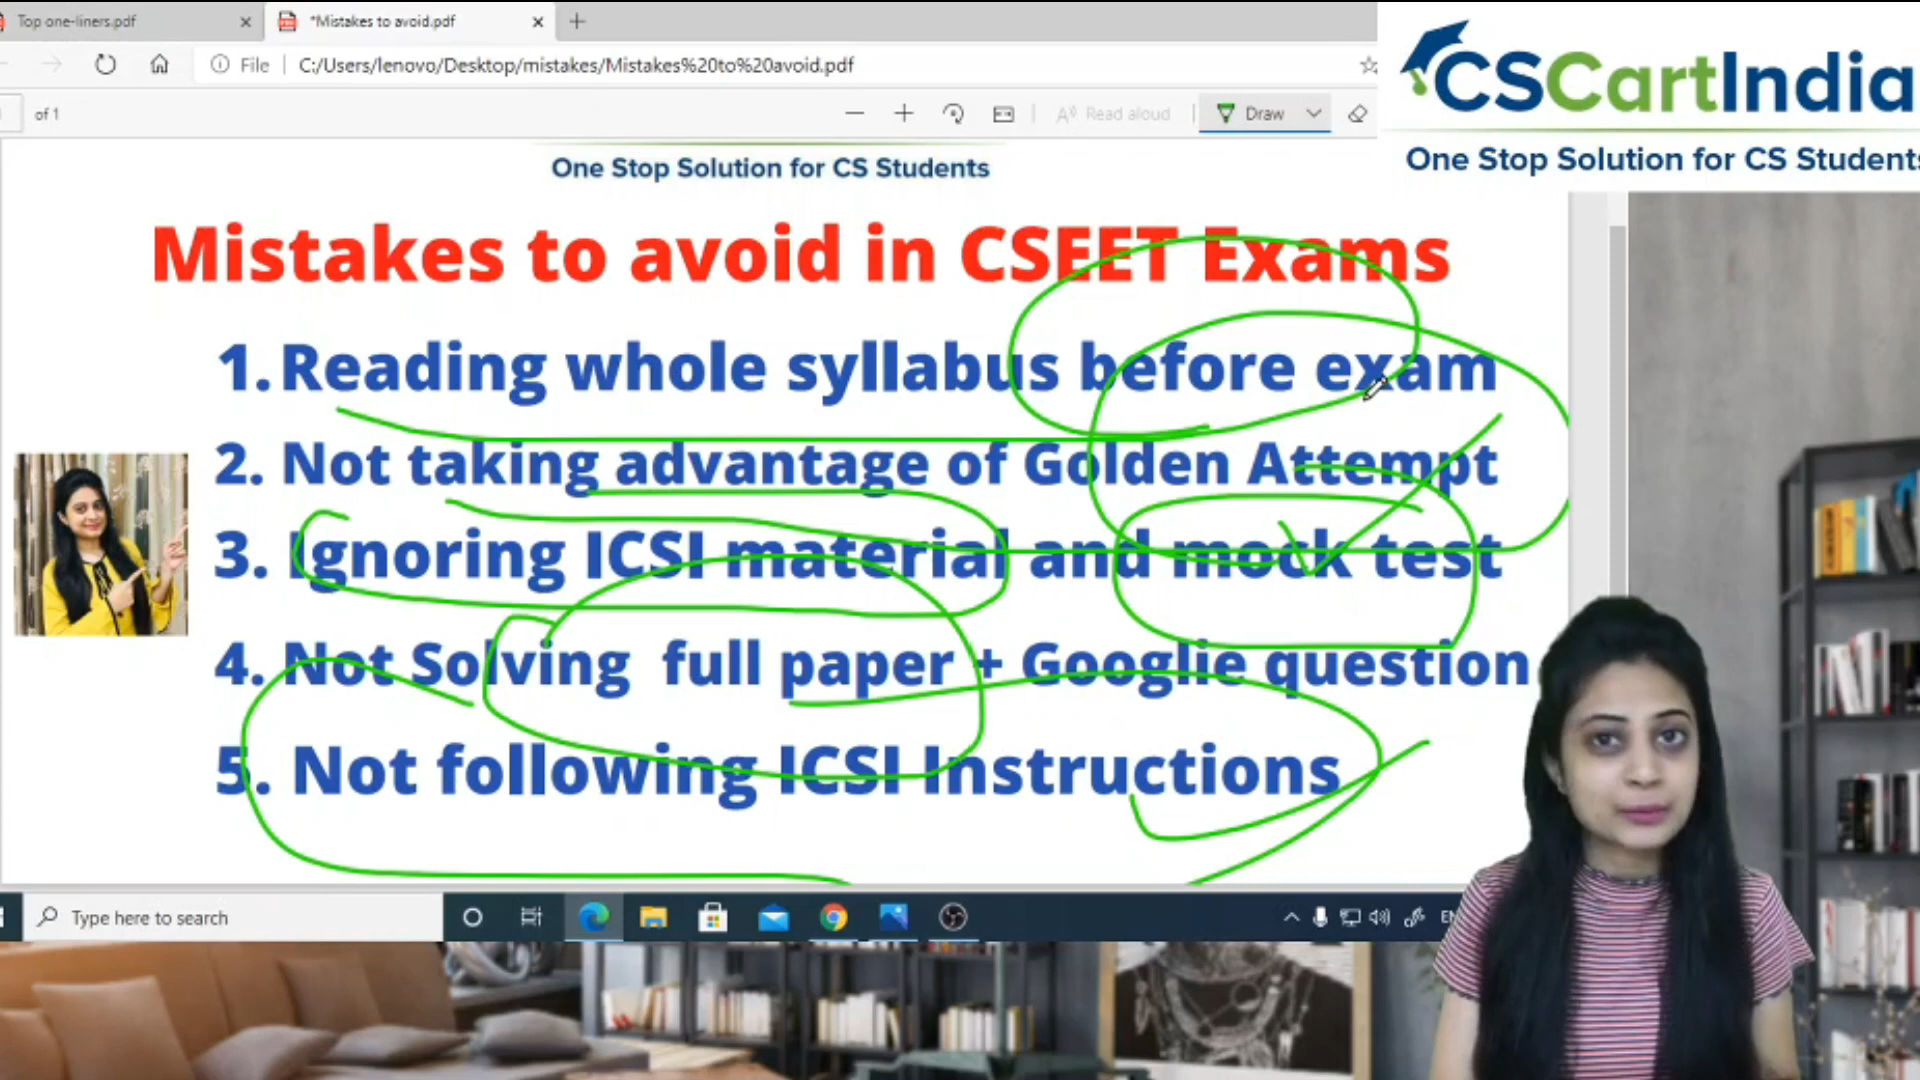 Top one-liners.pdf
*Mistakes to avoid.pdf
File
C:/Users/lenovo/Desktop/mistakes/Mistakes%20to%20avoid.pdf
of 1
Read aloud
Draw
CSCartIndia
One Stop Solution for CS Students
One Stop Solution for CS Students
Mistakes to avoid in CSEET Exams
1. Reading whole syllabus before exam
2. Not taking advantage of Golden Attempt
3. Ignoring ICSI material and mock test
4. Not Solving full paper + Googlie question
5. Not following ICSI Instructions
Type here to search